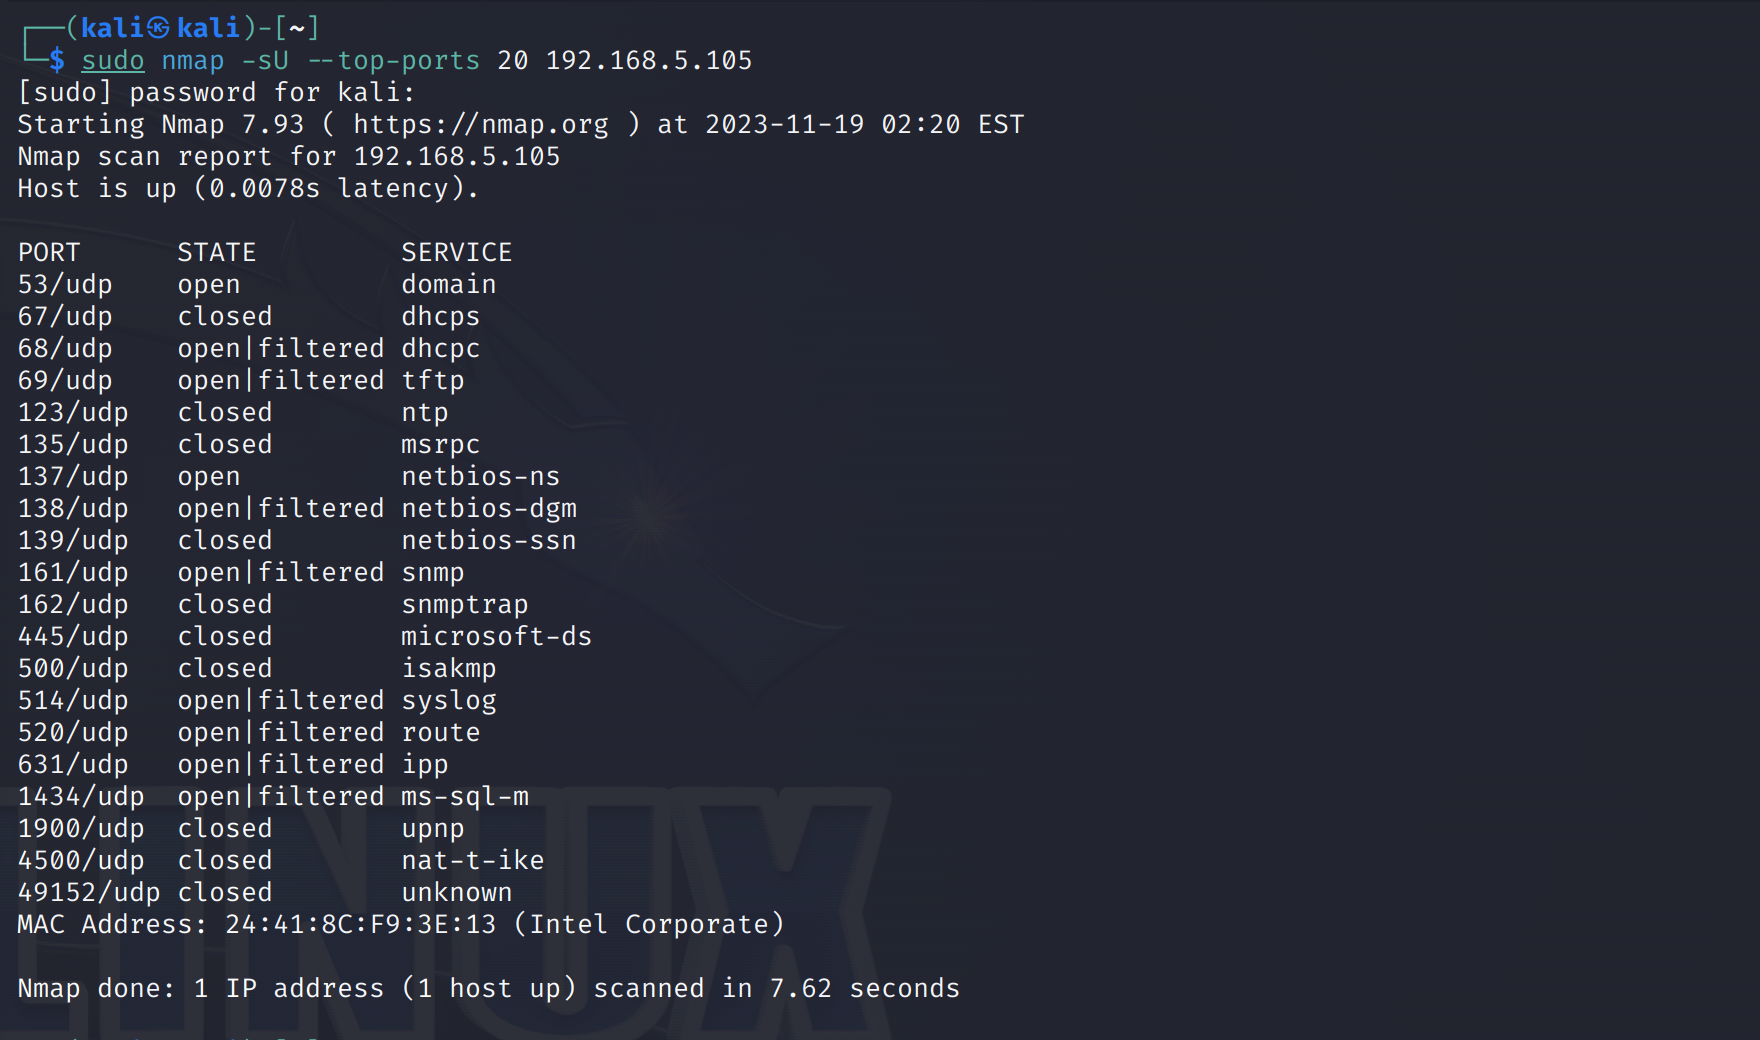 ┌──(kali㉿kali)-[~]
└─$ sudo nmap -sU --top-ports 20 192.168.5.105
[sudo] password for kali:
Starting Nmap 7.93 ( https://nmap.org ) at 2023-11-19 02:20 EST
Nmap scan report for 192.168.5.105
Host is up (0.0078s latency).

PORT      STATE         SERVICE
53/udp    open          domain
67/udp    closed        dhcps
68/udp    open|filtered dhcpc
69/udp    open|filtered tftp
123/udp   closed        ntp
135/udp   closed        msrpc
137/udp   open          netbios-ns
138/udp   open|filtered netbios-dgm
139/udp   closed        netbios-ssn
161/udp   open|filtered snmp
162/udp   closed        snmptrap
445/udp   closed        microsoft-ds
500/udp   closed        isakmp
514/udp   open|filtered syslog
520/udp   open|filtered route
631/udp   open|filtered ipp
1434/udp  open|filtered ms-sql-m
1900/udp  closed        upnp
4500/udp  closed        nat-t-ike
49152/udp closed        unknown
MAC Address: 24:41:8C:F9:3E:13 (Intel Corporate)

Nmap done: 1 IP address (1 host up) scanned in 7.62 seconds